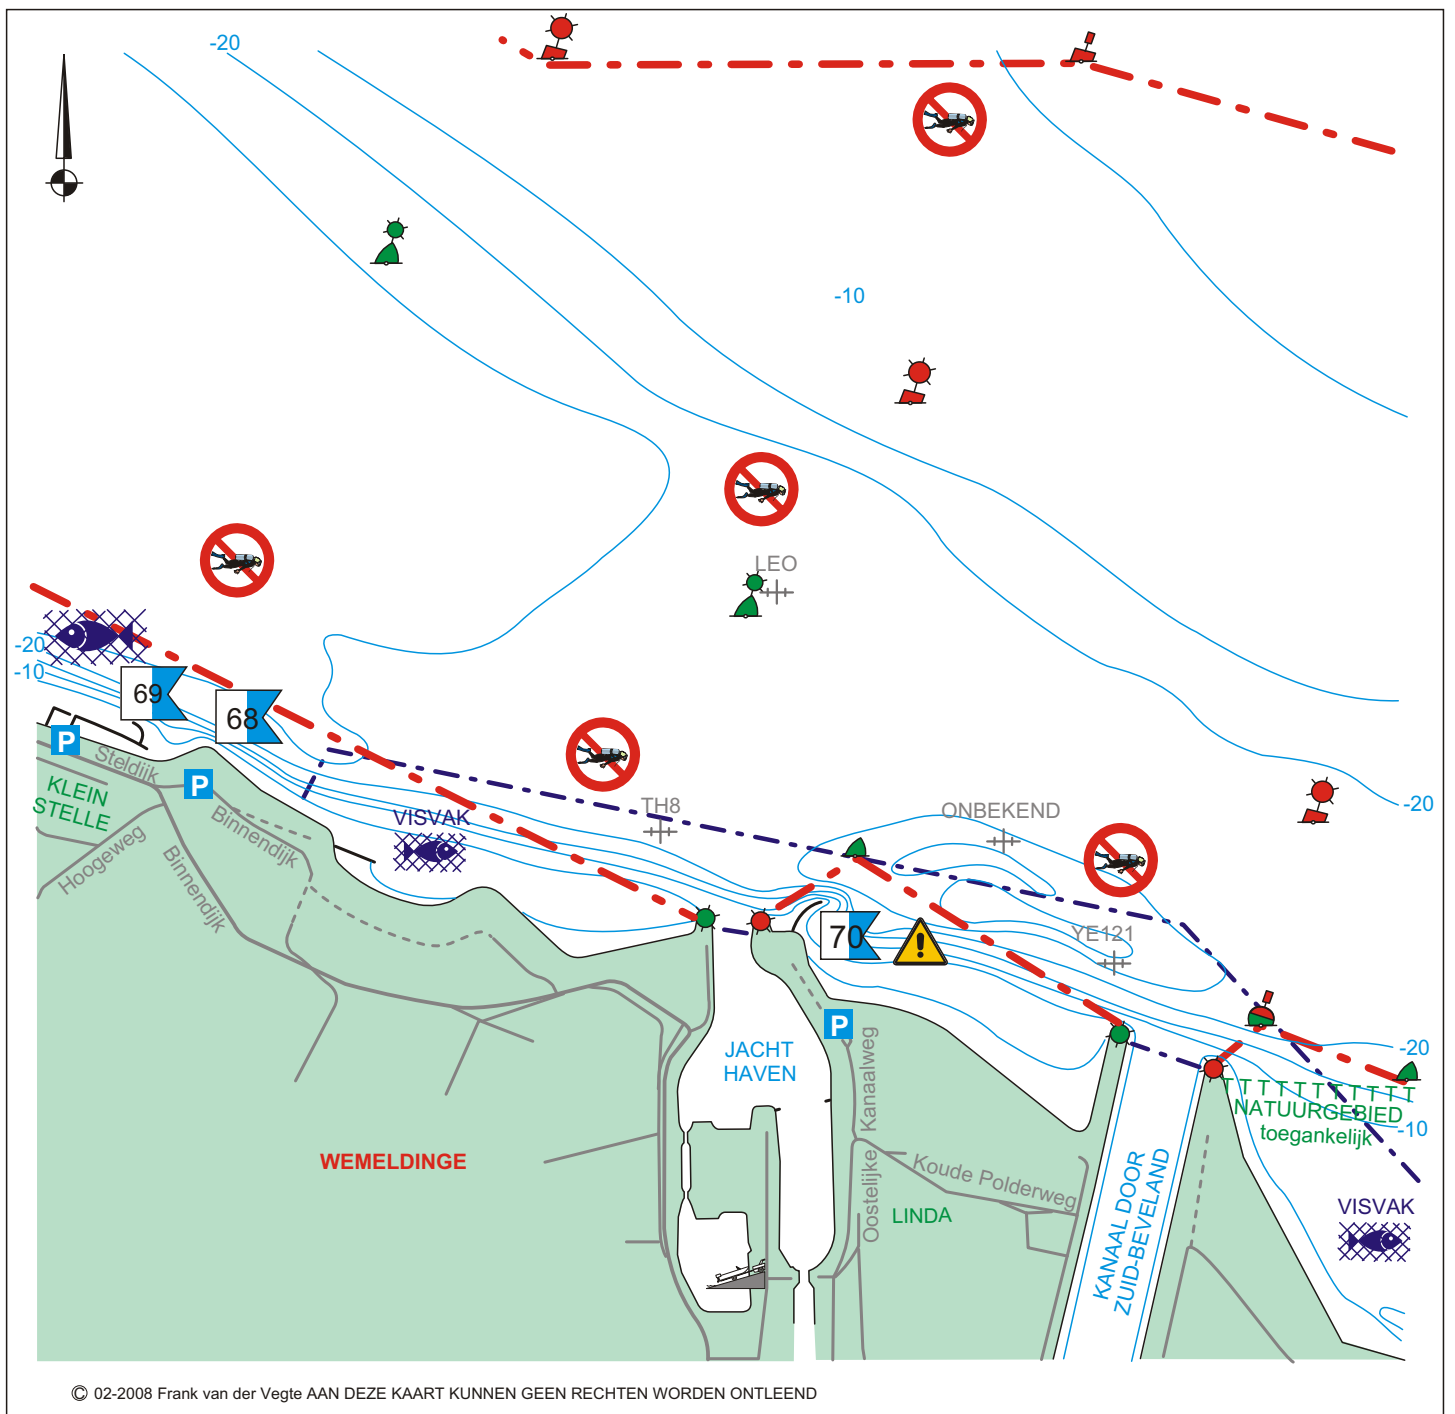 -20
-10
LEO
-20
-10
69
68
P
Steldijk
P
KLEIN
STELLE
Hoogeweg
Binnendijk
Binnendijk
VISVAK
TH8
ONBEKEND
-20
70
!
YE121
P
JACHT
HAVEN
Oostelijke Kanaalweg
-20
TTTTTTTTTTT
NATUURGEBIED
toegankelijk
-10
WEMELDINGE
Koude Polderweg
LINDA
KANAAL DOOR
ZUID-BEVELAND
VISVAK
© 02-2008 Frank van der Vegte AAN DEZE KAART KUNNEN GEEN RECHTEN WORDEN ONTLEEND